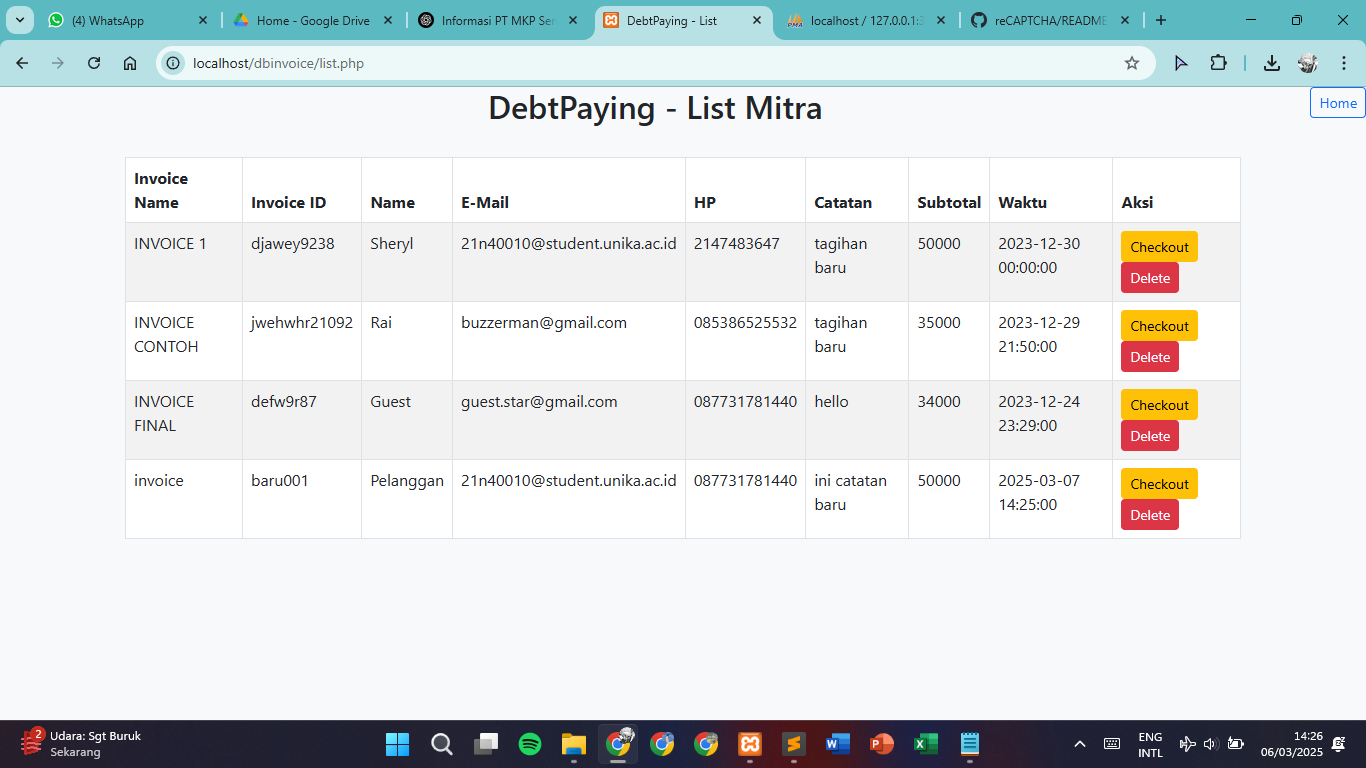 (4) WhatsApp
Home - Google Drive
Informasi PT MKP Se
DebtPaying - List
localhost / 127.0.0.1:3
reCAPTCHA/README
localhost/dbinvoice/list.php
DebtPaying - List Mitra
Home
Invoice Name Invoice ID Name E-Mail HP Catatan Subtotal Waktu Aksi
INVOICE 1 djawey9238 Sheryl 21n40010@student.unika.ac.id 2147483647 tagihan baru 50000 2023-12-30 00:00:00 Checkout Delete
INVOICE CONTOH jwehwhr21092 Rai buzzerman@gmail.com 085386525532 tagihan baru 35000 2023-12-29 21:50:00 Checkout Delete
INVOICE FINAL defw9r87 Guest guest.star@gmail.com 087731781440 hello 34000 2023-12-24 23:29:00 Checkout Delete
invoice baru001 Pelanggan 21n40010@student.unika.ac.id 087731781440 ini catatan baru 50000 2025-03-07 14:25:00 Checkout Delete
2
Udara: Sgt Buruk
Sekarang
ENG
INTL
14:26
06/03/2025